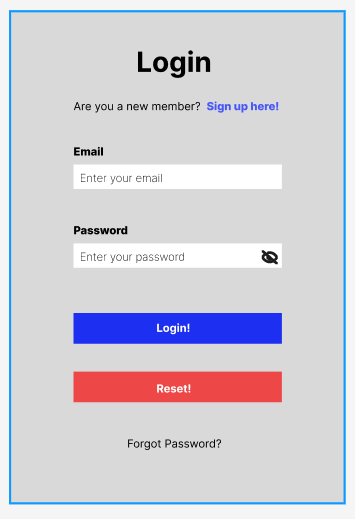 Login
Are you a new member? Sign up here!
Email
Enter your email
Password
Enter your password
Login!
Reset!
Forgot Password?